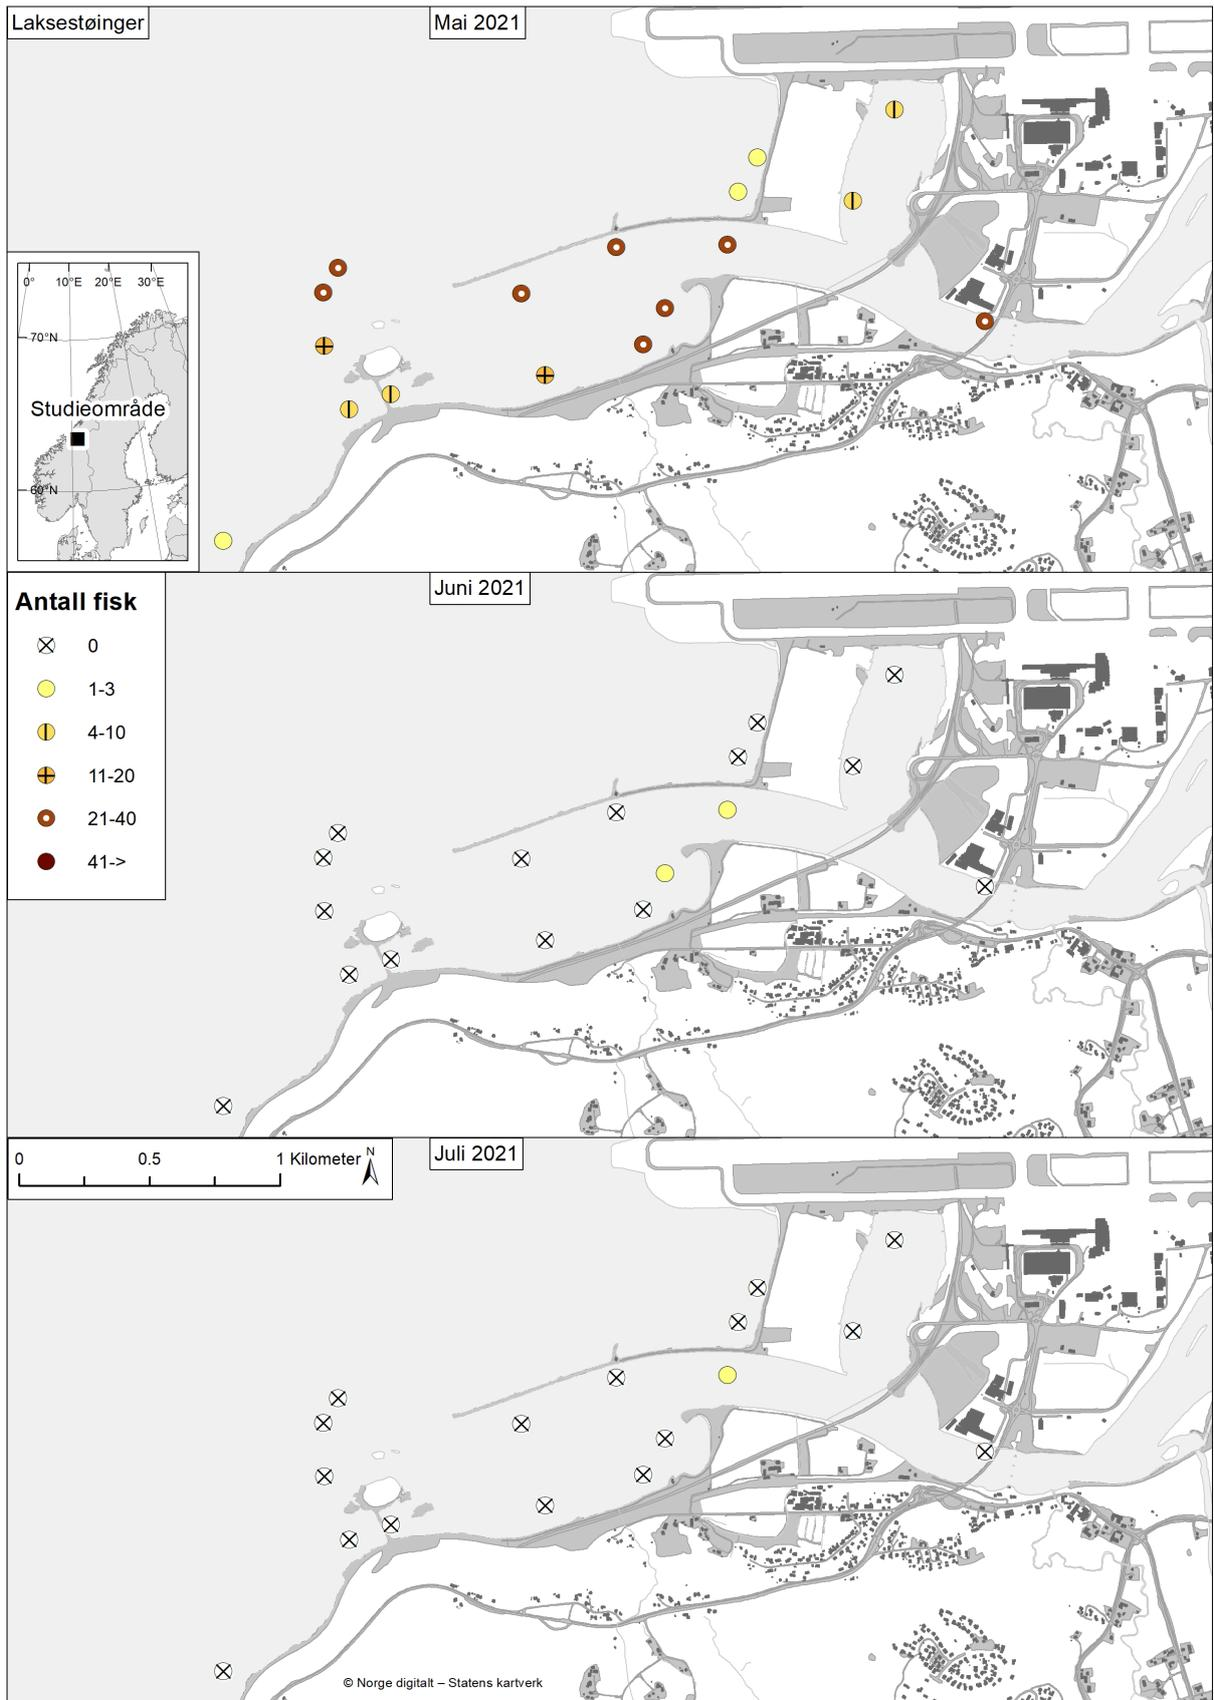 Laksestøinger
Mai 2021
0° 10°E 20°E 30°E
70°N
Studieområde
60°N
Juni 2021
Antall fisk
0
1-3
4-10
11-20
21-40
41->
Juli 2021
0 0.5 1 Kilometer N
© Norge digitalt – Statens kartverk